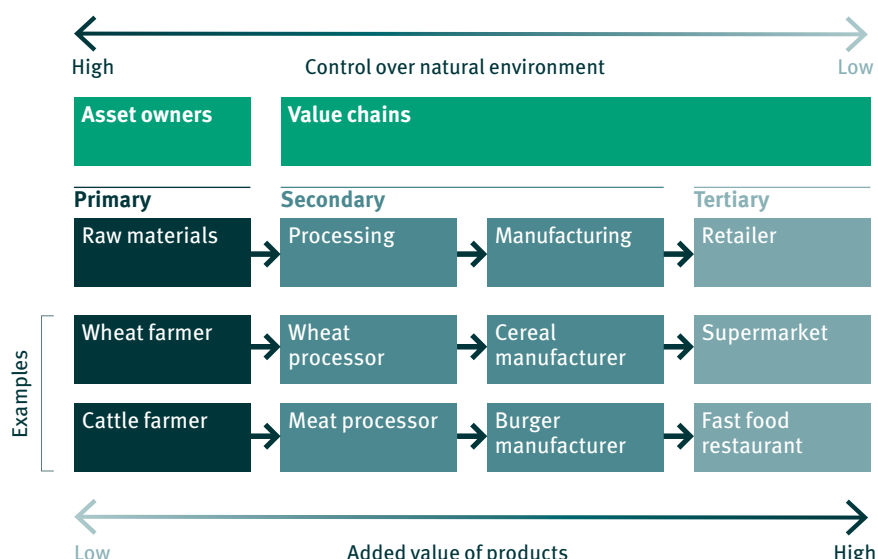 High Control over natural environment Low
Asset owners Value chains
Primary Secondary Tertiary
Raw materials Processing Manufacturing Retailer
Examples
Wheat farmer Wheat processor Cereal manufacturer Supermarket
Cattle farmer Meat processor Burger manufacturer Fast food restaurant
Low Added value of products High